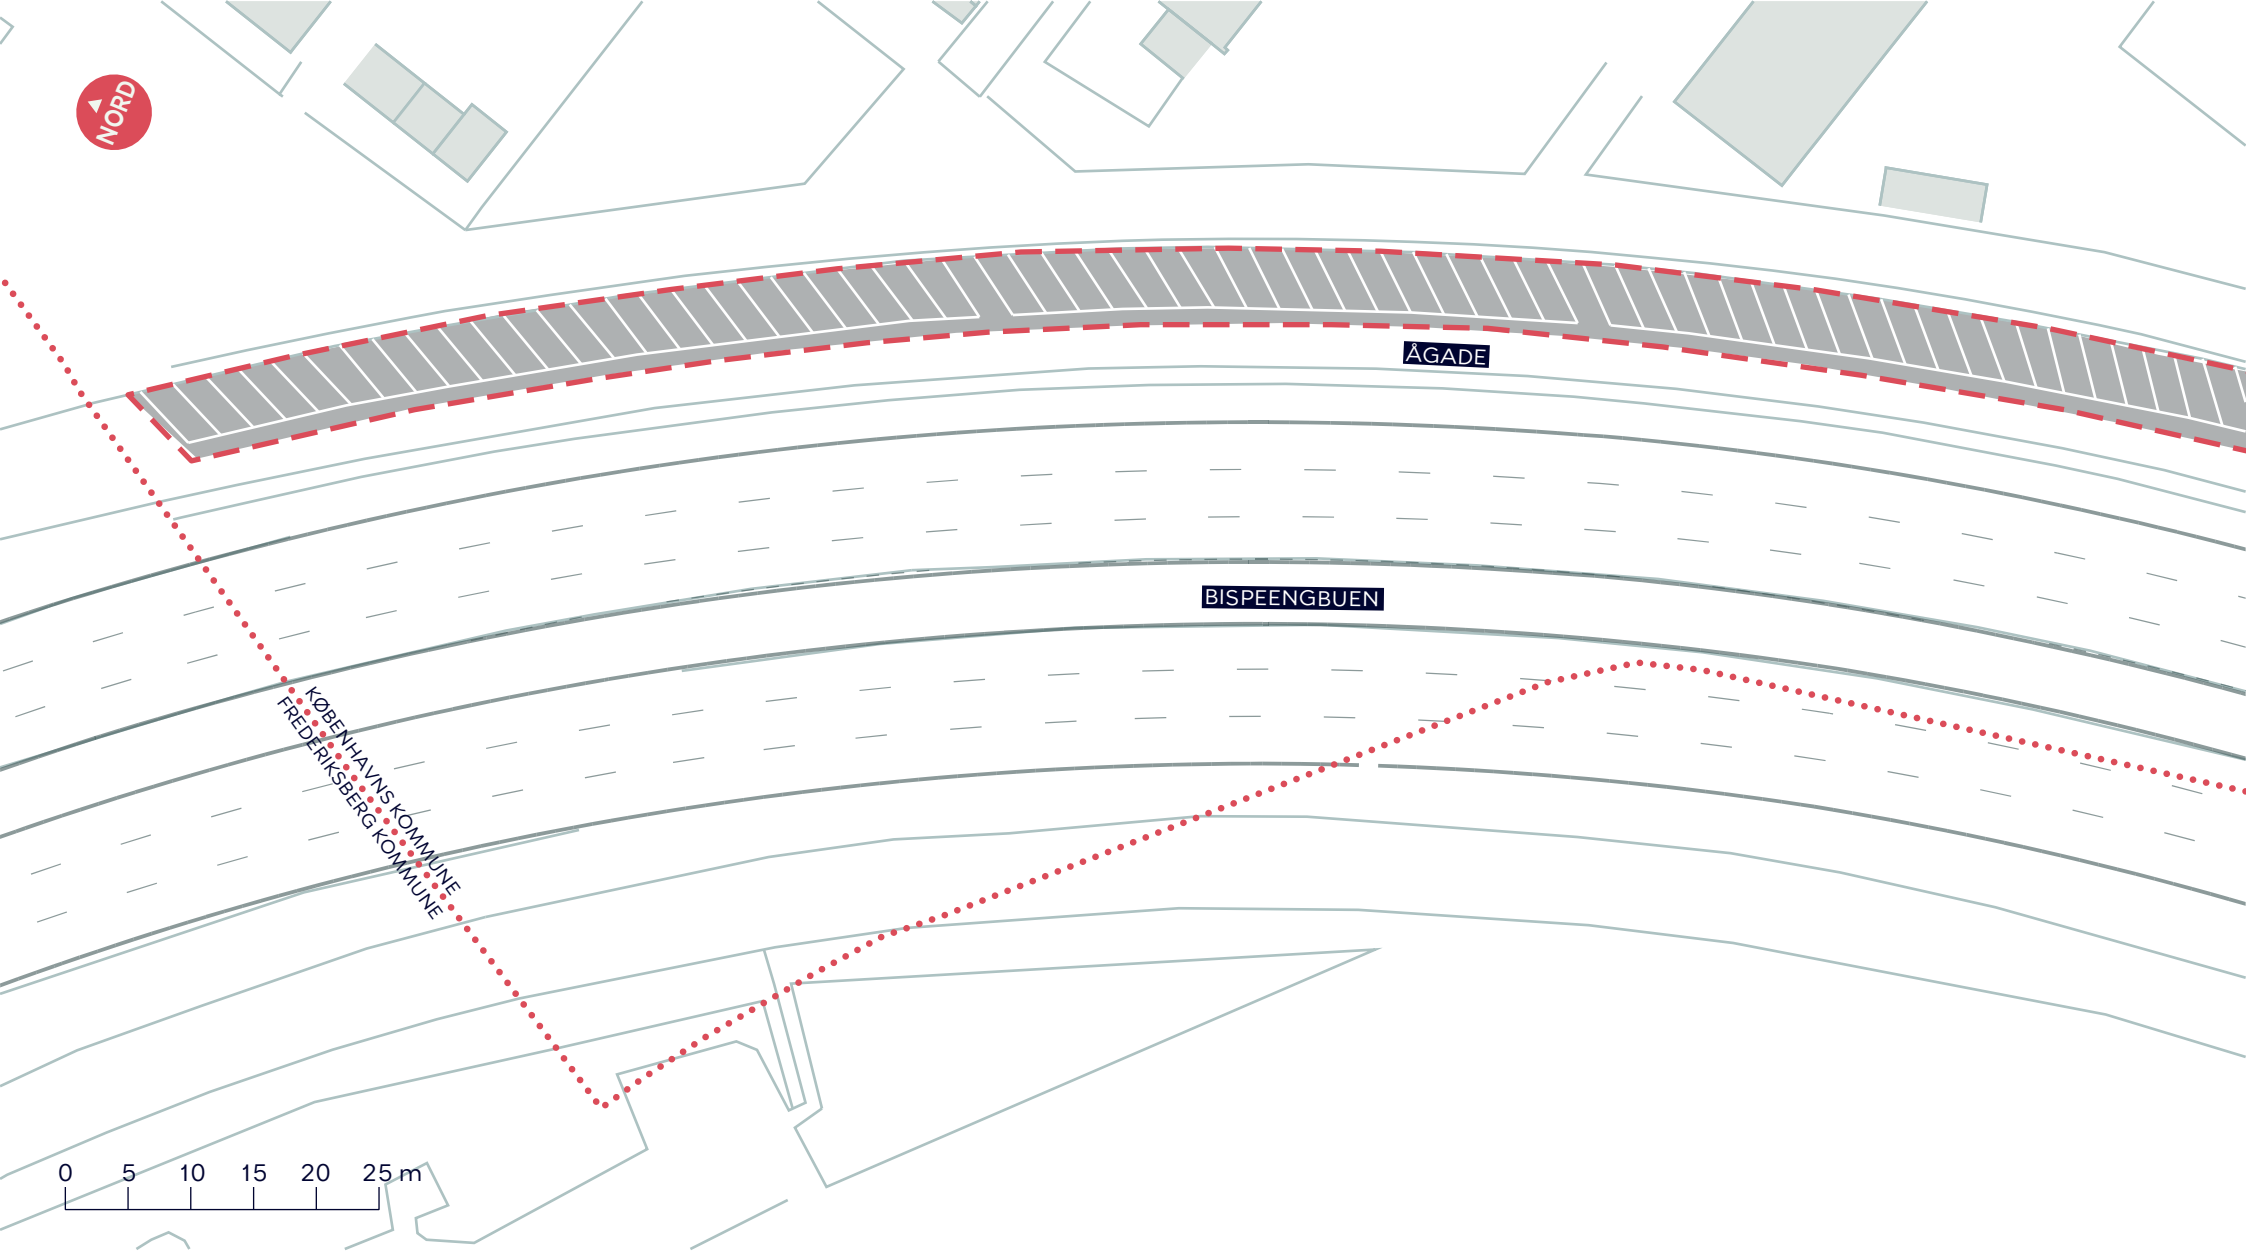 NORD
ÅGADE
BISPEENGBUEN
KØBENHAVNS KOMMUNE
FREDERIKSBERG KOMMUNE
0 5 10 15 20 25 m